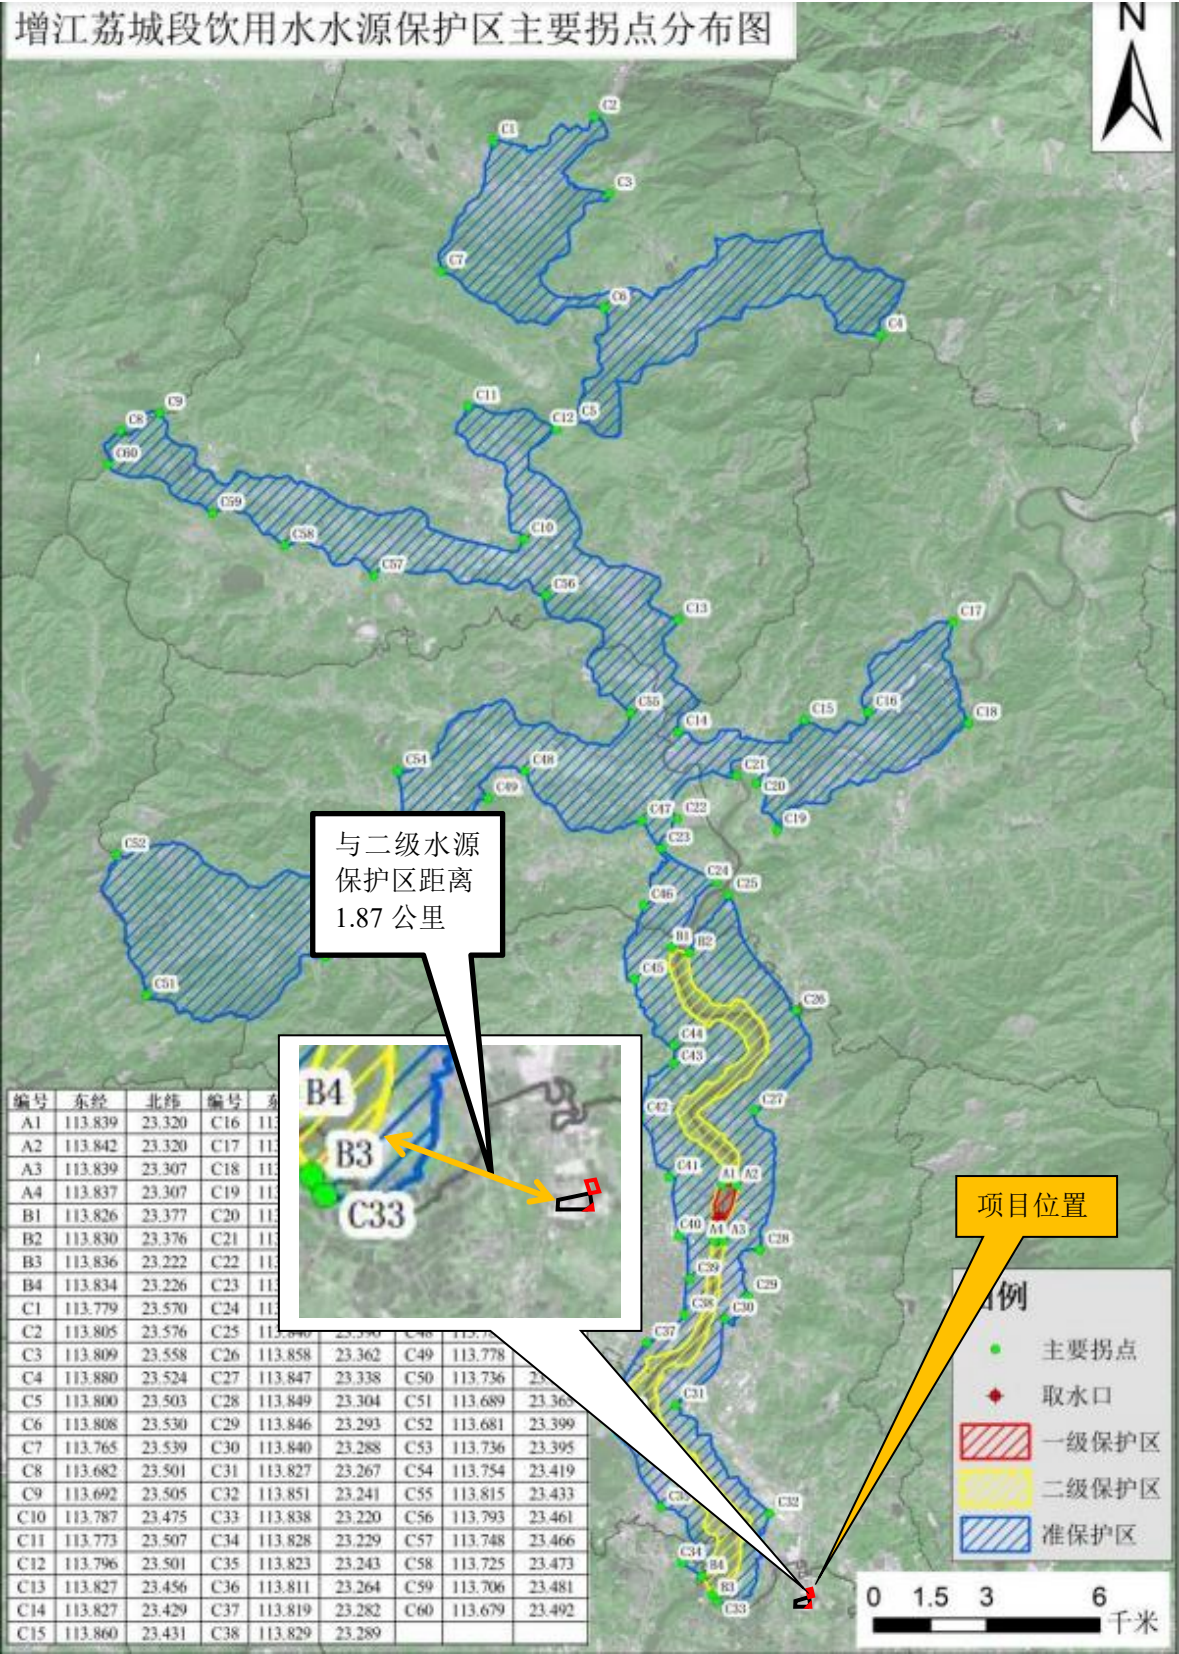 增江荔城段饮用水水源保护区主要拐点分布图
N
C2
C1
C3
C7
C6
C4
C11
C9
C5
C8
C12
C60
C59
C10
C58
C57
C56
C13
C17
C55
C16
C15
C18
C14
C54
C48
C21
C49
C20
C47
C22
C19
C23
C52
与二级水源
保护区距离
1.87 公里
C24
C25
C46
B1
B2
C45
C51
C26
C44
C43
C42
C27
C41
A1
A2
C40
A4
A3
C28
C39
C29
C38
C30
C37
C31
C32
C34
B4
B3
C33
B4
B3
C33
项目位置
图例
主要拐点
取水口
一级保护区
二级保护区
准保护区
0 1.5 3 6
千米
编号 东经 北纬 编号
A1 113.839 23.320 C16
A2 113.842 23.320 C17
A3 113.839 23.307 C18
A4 113.837 23.307 C19
B1 113.826 23.377 C20
B2 113.830 23.376 C21
B3 113.836 23.222 C22
B4 113.834 23.226 C23
C1 113.779 23.570 C24
C2 113.805 23.576 C25
C3 113.809 23.558 C26 113.858 23.362 C49 113.778
C4 113.880 23.524 C27 113.847 23.338 C50 113.736
C5 113.800 23.503 C28 113.849 23.304 C51 113.689 23.365
C6 113.808 23.530 C29 113.846 23.293 C52 113.681 23.399
C7 113.765 23.539 C30 113.840 23.288 C53 113.736 23.395
C8 113.682 23.501 C31 113.827 23.267 C54 113.754 23.419
C9 113.692 23.505 C32 113.851 23.241 C55 113.815 23.433
C10 113.787 23.475 C33 113.838 23.220 C56 113.793 23.461
C11 113.773 23.507 C34 113.828 23.229 C57 113.748 23.466
C12 113.796 23.501 C35 113.823 23.243 C58 113.725 23.473
C13 113.827 23.456 C36 113.811 23.264 C59 113.706 23.481
C14 113.827 23.429 C37 113.819 23.282 C60 113.679 23.492
C15 113.860 23.431 C38 113.829 23.289